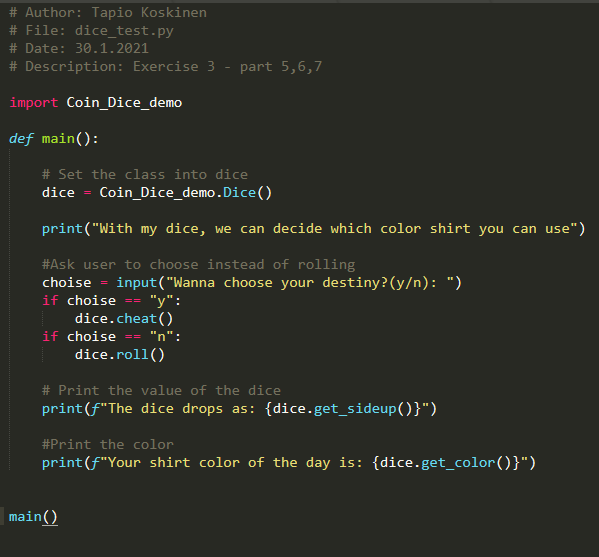 # Author: Tapio Koskinen
# File: dice_test.py
# Date: 30.1.2021
# Description: Exercise 3 - part 5,6,7
import Coin_Dice_demo
def main():
# Set the class into dice
dice = Coin_Dice_demo.Dice()
print("With my dice, we can decide which color shirt you can use")
#Ask user to choose instead of rolling
choise = input("Wanna choose your destiny?(y/n): ")
if choise == "y":
dice.cheat()
if choise == "n":
dice.roll()
# Print the value of the dice
print(f"The dice drops as: {dice.get_sideup()}")
#Print the color
print(f"Your shirt color of the day is: {dice.get_color()}")
main()